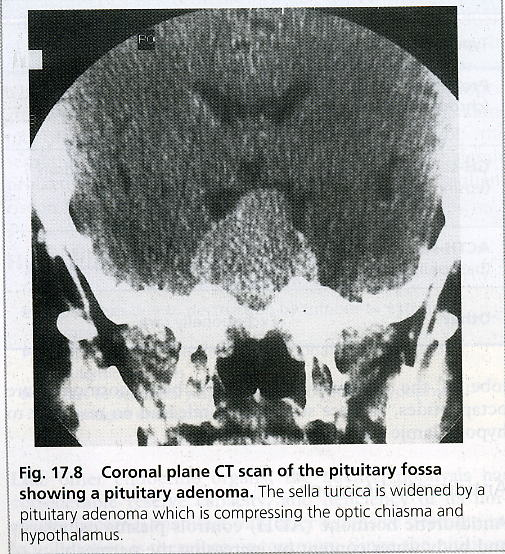 Fig. 17.8 Coronal plane CT scan of the pituitary fossa
showing a pituitary adenoma. The sella turcica is widened by a
pituitary adenoma which is compressing the optic chiasma and
hypothalamus.